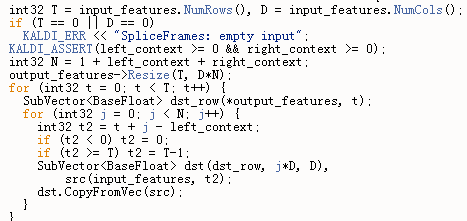 int32 T = input_features.NumRows(), D = input_features.NumCols();
if (T == 0 || D == 0)
  KALDI_ERR << "SpliceFrames: empty input";
KALDI_ASSERT(left_context >= 0 && right_context >= 0);
int32 N = 1 + left_context + right_context;
output_features->Resize(T, D*N);
for (int32 t = 0; t < T; t++) {
  SubVector<BaseFloat> dst_row(*output_features, t);
  for (int32 j = 0; j < N; j++) {
    int32 t2 = t + j - left_context;
    if (t2 < 0) t2 = 0;
    if (t2 >= T) t2 = T-1;
    SubVector<BaseFloat> dst(dst_row, j*D, D),
        src(input_features, t2);
    dst.CopyFromVec(src);
  }
}